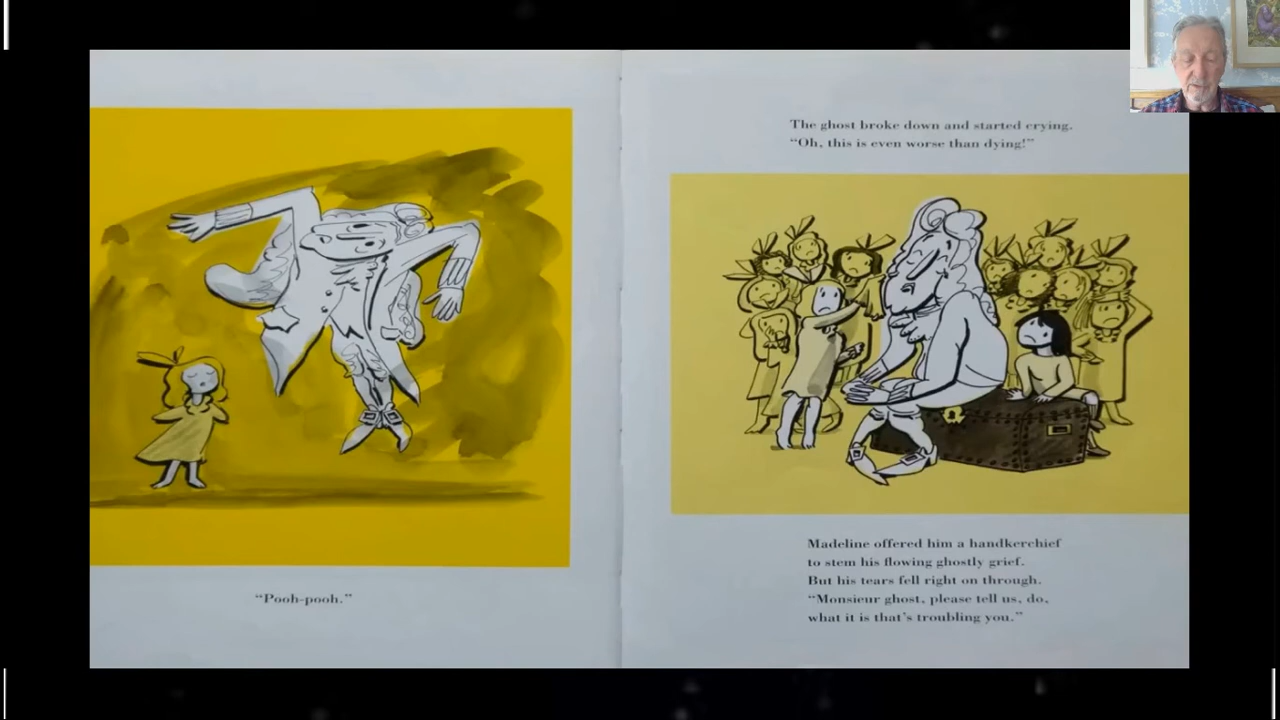 "Pooh-pooh."
The ghost broke down and started crying.
"Oh, this is even worse than dying!"
Madeline offered him a handkerchief
to stem his flowing ghostly grief.
But his tears fell right on through.
"Monsieur ghost, please tell us, do,
what it is that's troubling you."